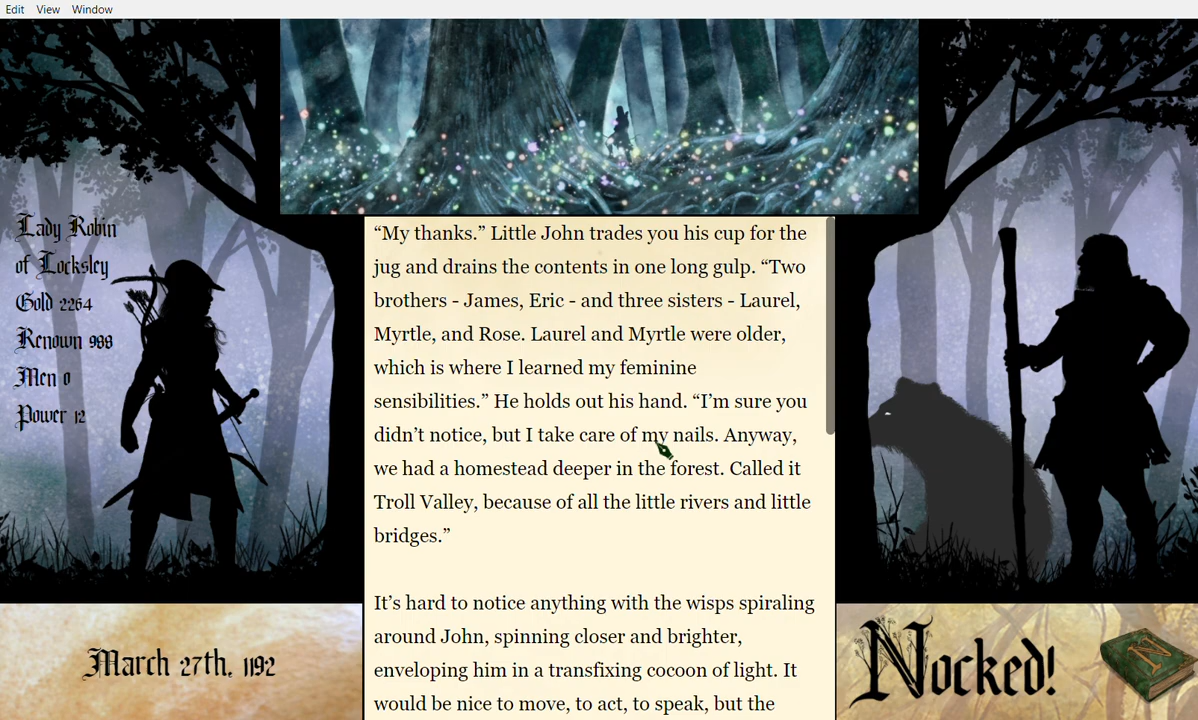 Edit View Window
Lady Robin
of Locksley
Gold 2264
Renown 988
Men 0
Power 12
“My thanks.” Little John trades you his cup for the
jug and drains the contents in one long gulp. “Two
brothers - James, Eric - and three sisters - Laurel,
Myrtle, and Rose. Laurel and Myrtle were older,
which is where I learned my feminine
sensibilities.” He holds out his hand. “I’m sure you
didn’t notice, but I take care of my nails. Anyway,
we had a homestead deeper in the forest. Called it
Troll Valley, because of all the little rivers and little
bridges.”
It’s hard to notice anything with the wisps spiraling
around John, spinning closer and brighter,
enveloping him in a transfixing cocoon of light. It
would be nice to move, to act, to speak, but the
March 27th, 1192
Nocked!
N